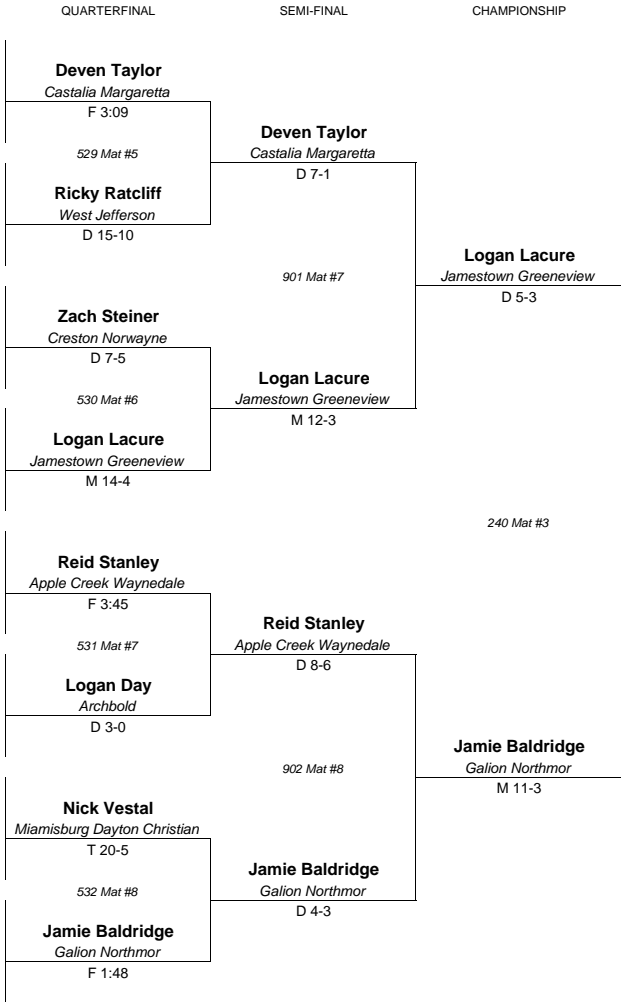 QUARTERFINAL SEMI-FINAL CHAMPIONSHIP
Deven Taylor
Castalia Margaretta
F 3:09
Deven Taylor
529 Mat #5
Castalia Margaretta
D 7-1
Ricky Ratcliff
West Jefferson
D 15-10
Logan Lacure
901 Mat #7
Jamestown Greeneview
D 5-3
Zach Steiner
Creston Norwayne
D 7-5
Logan Lacure
530 Mat #6
Jamestown Greeneview
M 12-3
Logan Lacure
Jamestown Greeneview
M 14-4
240 Mat #3
Reid Stanley
Apple Creek Waynedale
F 3:45
Reid Stanley
531 Mat #7
Apple Creek Waynedale
D 8-6
Logan Day
Archbold
D 3-0
Jamie Baldridge
902 Mat #8
Galion Northmor
M 11-3
Nick Vestal
Miamisburg Dayton Christian
T 20-5
Jamie Baldridge
532 Mat #8
Galion Northmor
D 4-3
Jamie Baldridge
Galion Northmor
F 1:48